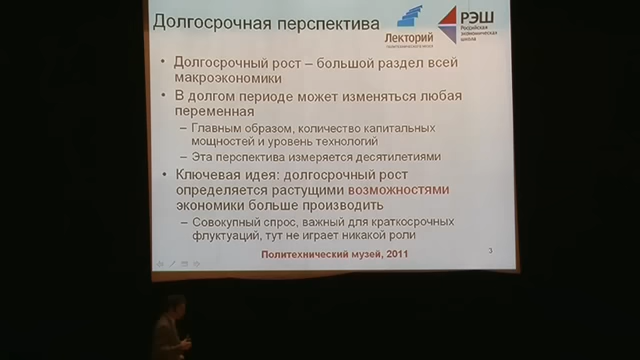 Долгосрочная перспектива
Лекторий
ПОЛИТЕХНИЧЕСКОГО МУЗЕЯ
РЭШ
Российская
экономическая
школа
• Долгосрочный рост – большой раздел всей
макроэкономики
• В долгом периоде может изменяться любая
переменная
– Главным образом, количество капитальных
мощностей и уровень технологий
– Эта перспектива измеряется десятилетиями
• Ключевая идея: долгосрочный рост
определяется растущими возможностями
экономики больше производить
– Совокупный спрос, важный для краткосрочных
флуктуаций, тут не играет никакой роли
Политехнический музей, 2011
3